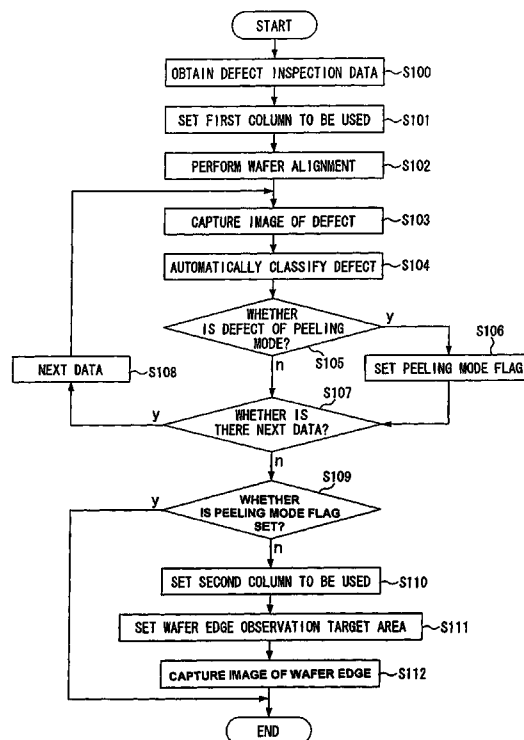 START
OBTAIN DEFECT INSPECTION DATA
S100
SET FIRST COLUMN TO BE USED
S101
PERFORM WAFER ALIGNMENT
S102
CAPTURE IMAGE OF DEFECT
S103
AUTOMATICALLY CLASSIFY DEFECT
S104
WHETHER
IS DEFECT OF PEELING
MODE?
y
S105
n
S106
SET PEELING MODE FLAG
NEXT DATA
S108
S107
WHETHER IS
THERE NEXT DATA?
y
n
S109
WHETHER
IS PEELING MODE FLAG
SET?
y
n
SET SECOND COLUMN TO BE USED
S110
SET WAFER EDGE OBSERVATION TARGET AREA
S111
CAPTURE IMAGE OF WAFER EDGE
S112
END